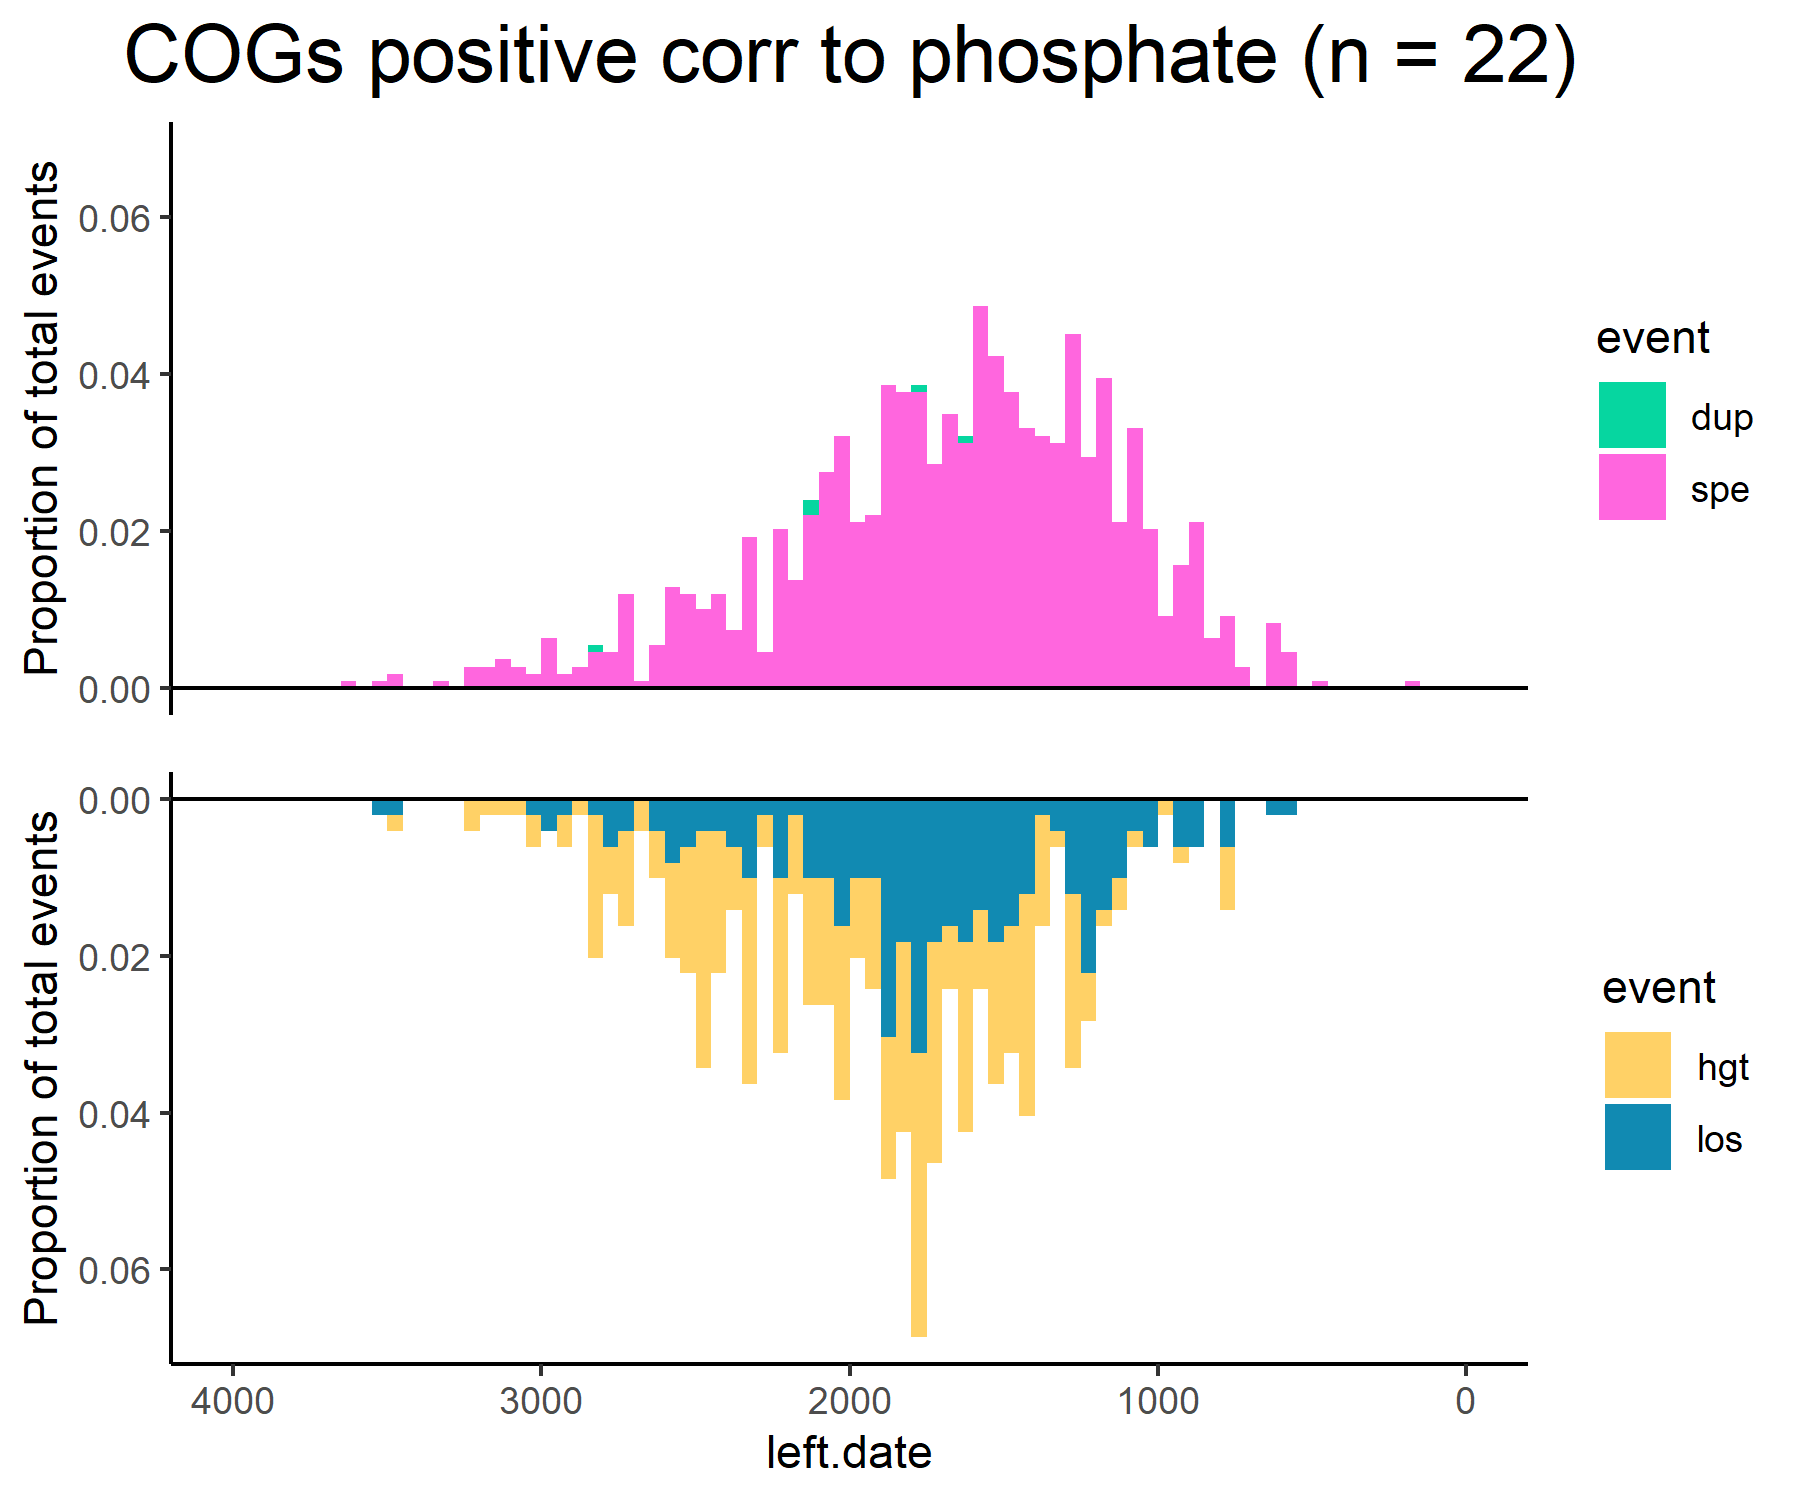 COGs positive corr to phosphate (n = 22)
Proportion of total events
0.06
0.04
0.02
0.00
event
dup
spe
Proportion of total events
0.00
0.02
0.04
0.06
event
hgt
los
4000 3000 2000 1000 0
left.date